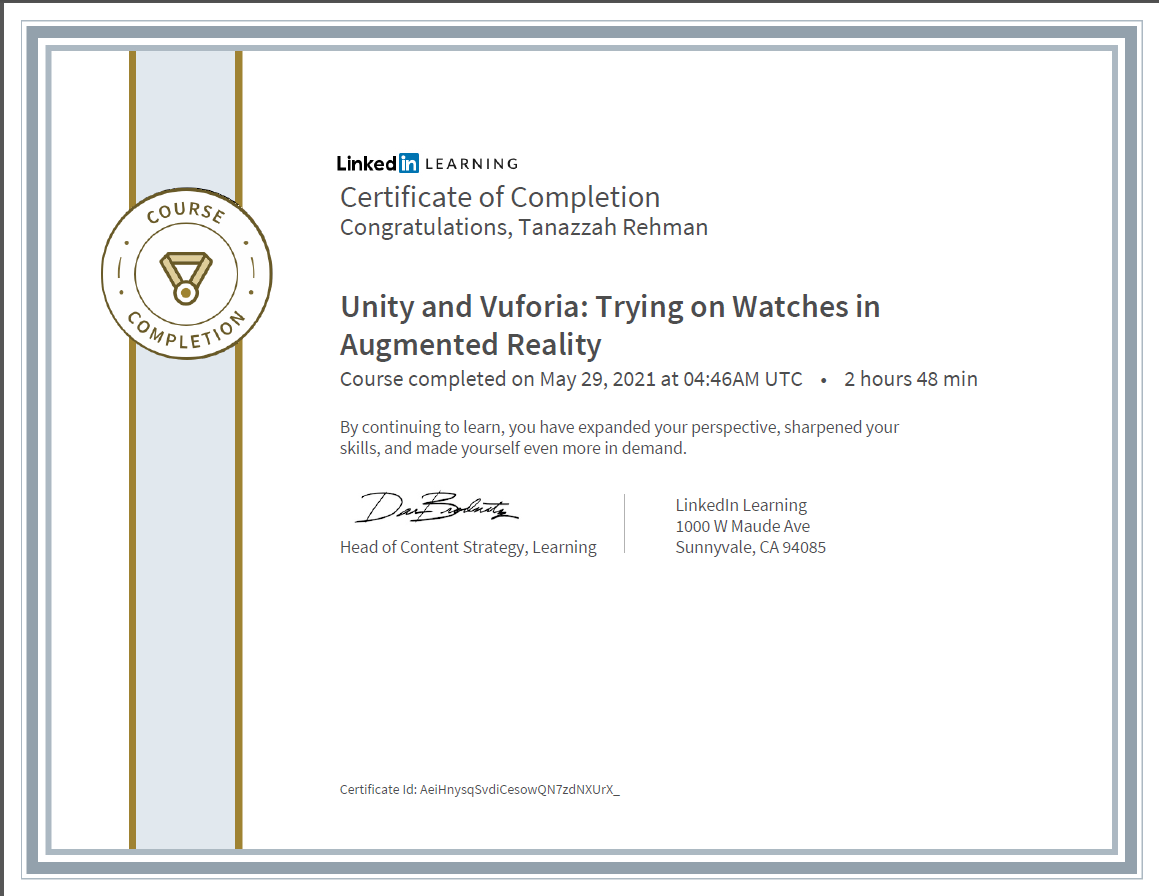 COURSE
COMPLETION
Linked in LEARNING
Certificate of Completion
Congratulations, Tanazzah Rehman
Unity and Vuforia: Trying on Watches in
Augmented Reality
Course completed on May 29, 2021 at 04:46AM UTC • 2 hours 48 min
By continuing to learn, you have expanded your perspective, sharpened your
skills, and made yourself even more in demand.
Head of Content Strategy, Learning
LinkedIn Learning
1000 W Maude Ave
Sunnyvale, CA 94085
Certificate Id: AeiHnysqSvdiCesowQN7zdNXUrX_